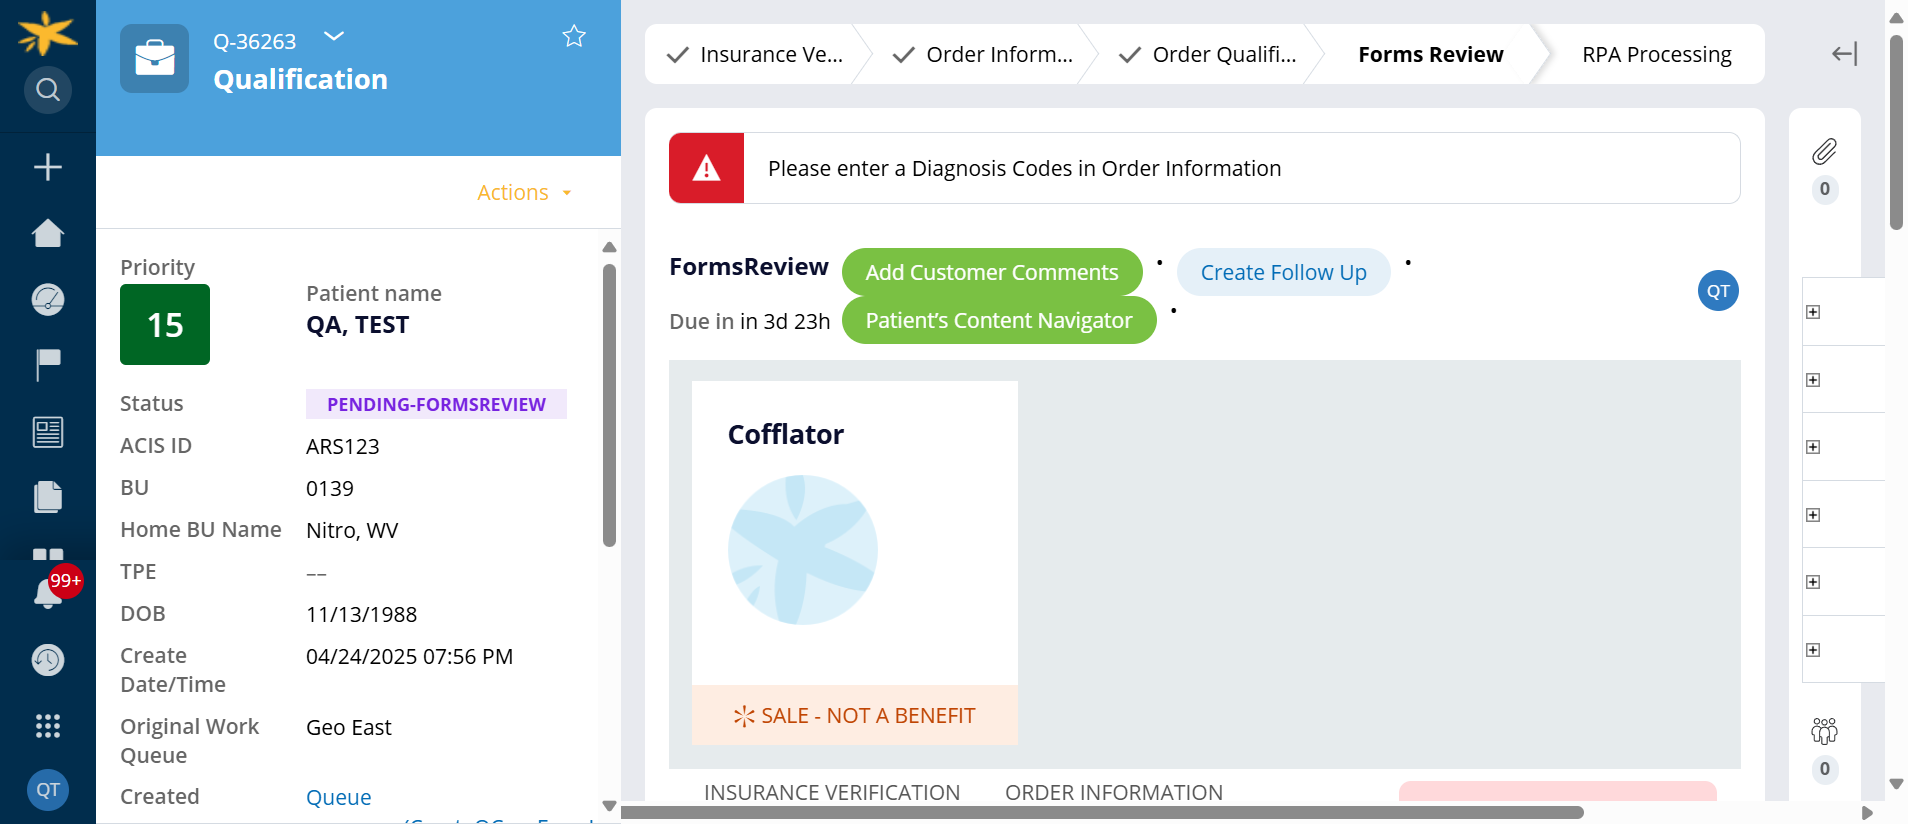 Q-36263
Qualification
Actions
Priority
15
Patient name
QA, TEST
Status
PENDING-FORMSREVIEW
ACIS ID
ARS123
BU
0139
Home BU Name
Nitro, WV
TPE
––
DOB
11/13/1988
Create
Date/Time
04/24/2025 07:56 PM
Original Work
Queue
Geo East
Created
Queue
99+
QT
Insurance Ve...
Order Inform...
Order Qualifi...
Forms Review
RPA Processing
Please enter a Diagnosis Codes in Order Information
FormsReview
Add Customer Comments
Create Follow Up
Due in in 3d 23h
Patient’s Content Navigator
QT
Cofflator
SALE - NOT A BENEFIT
INSURANCE VERIFICATION
ORDER INFORMATION
0
0